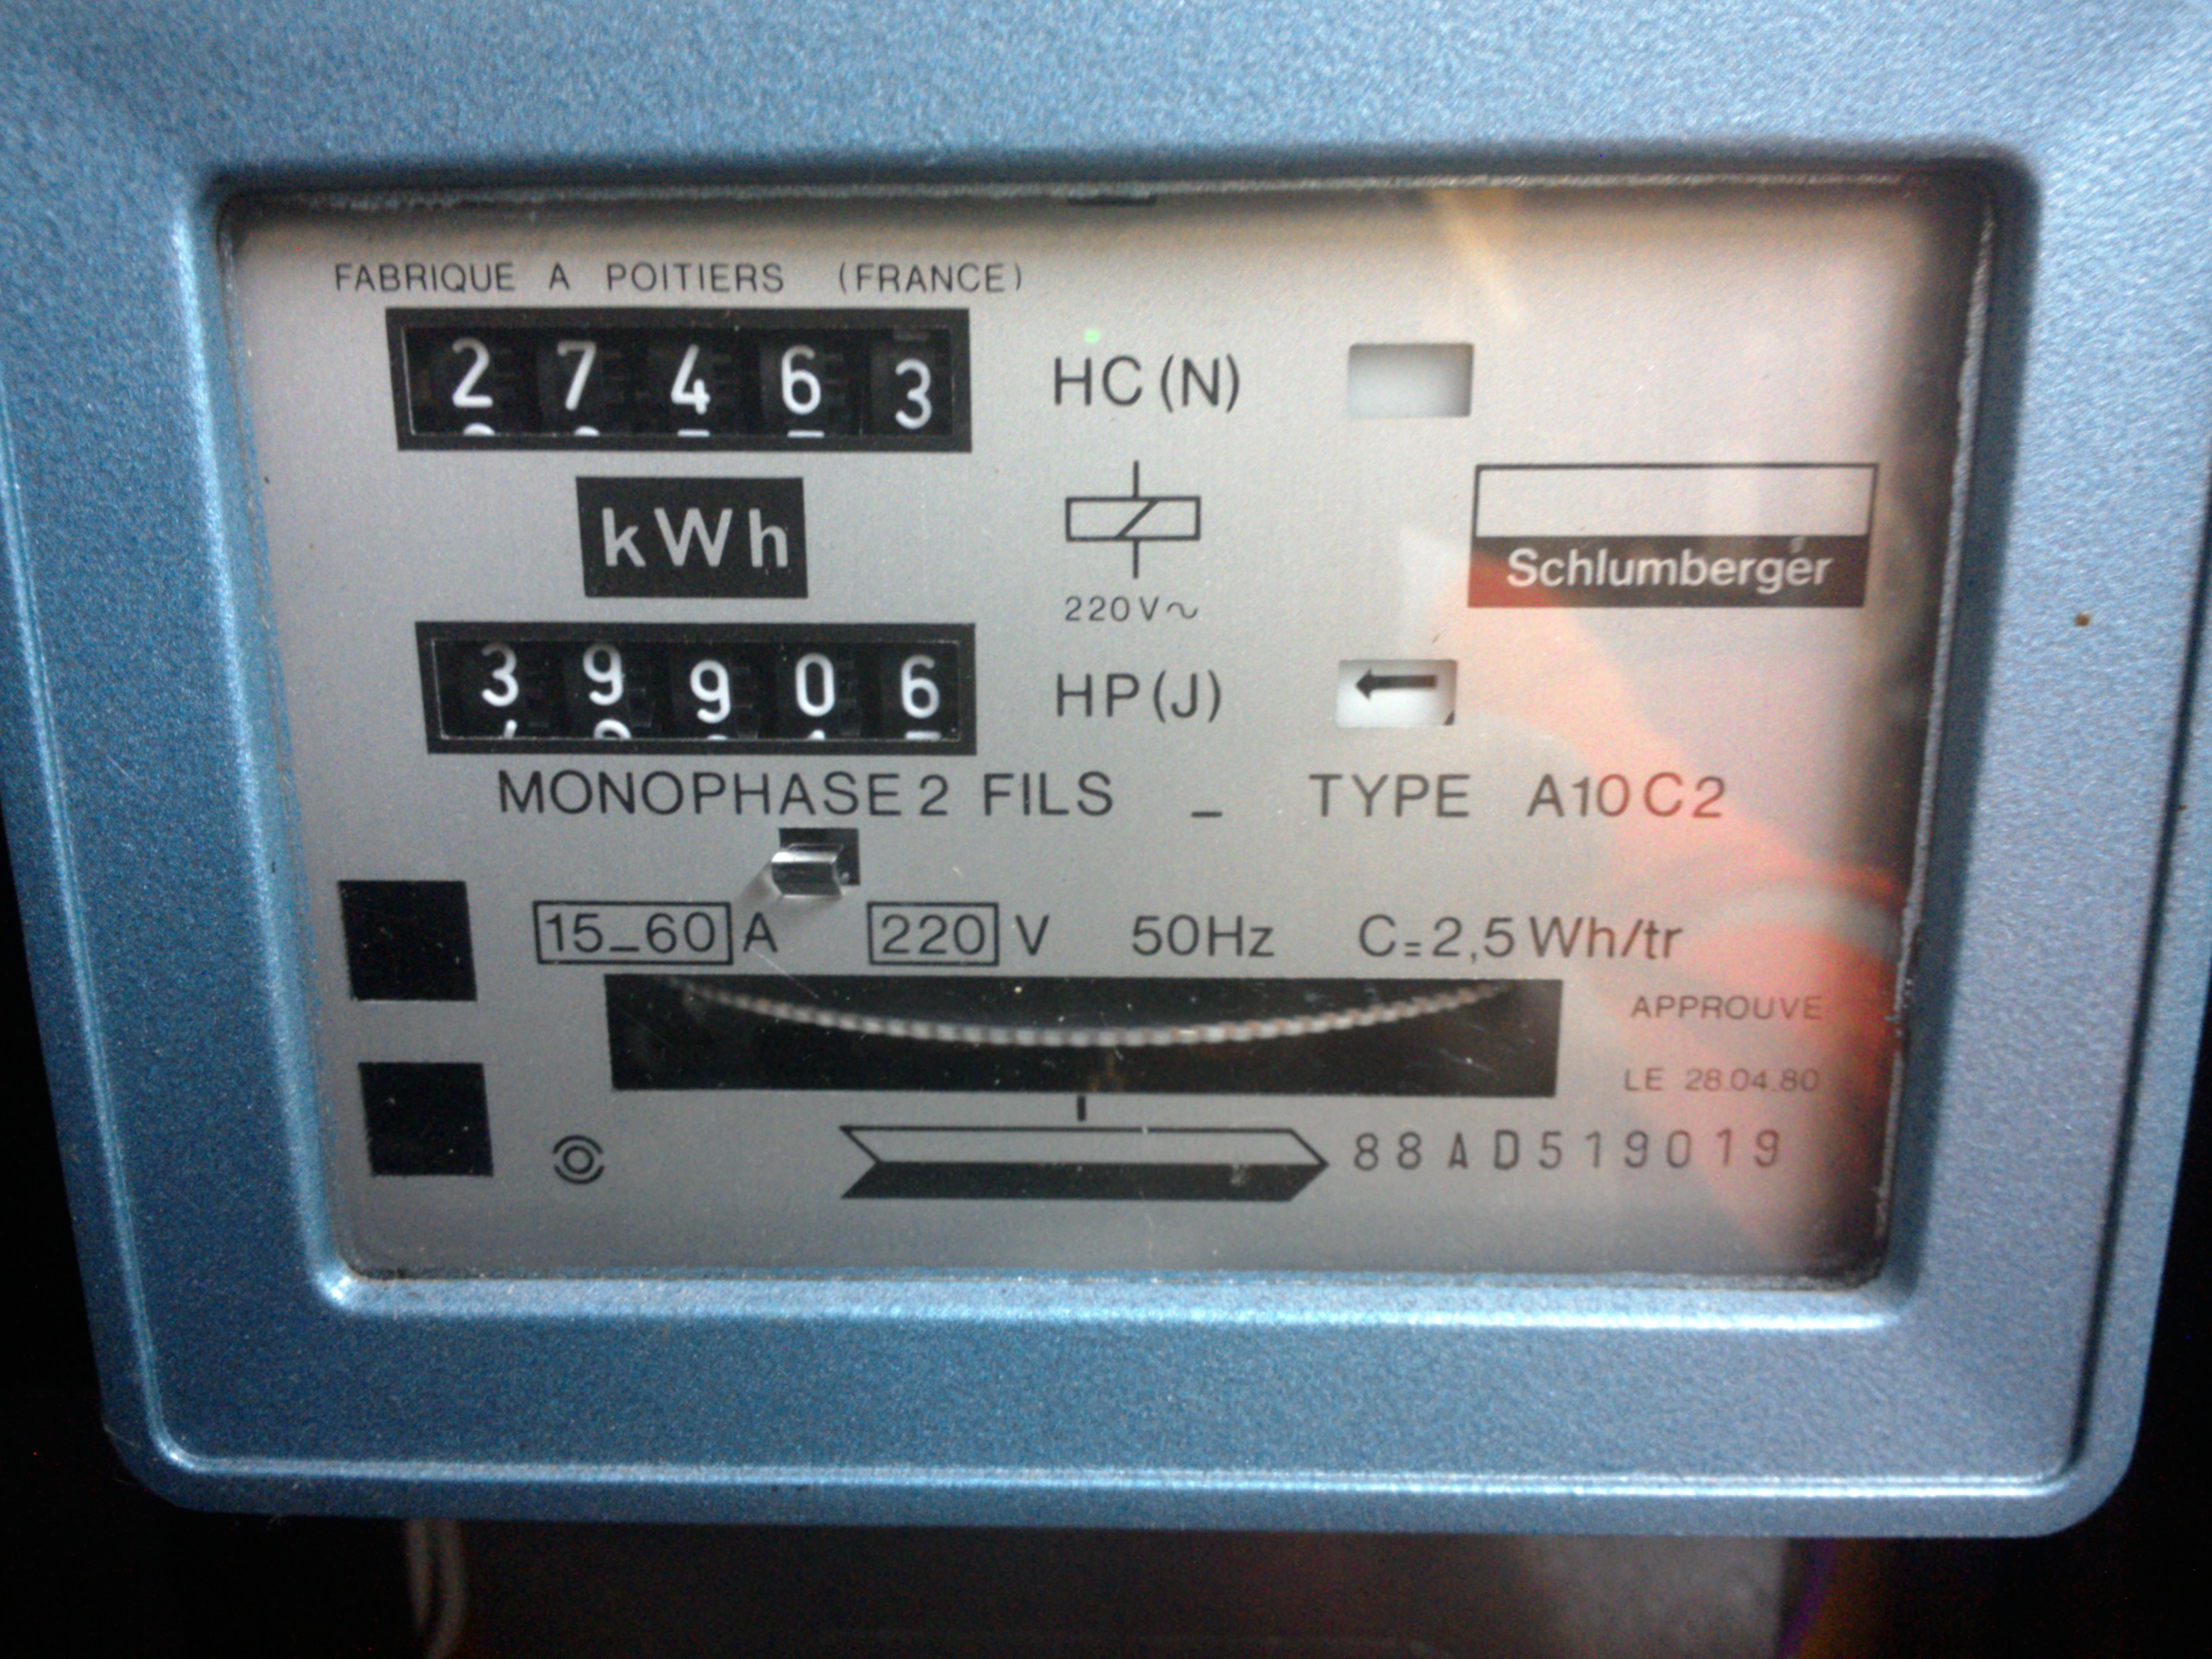 FABRIQUE A POITIERS (FRANCE)
27463 HC(N)
kWh
Schlumberger
220V~
39906 HP(J)
MONOPHASE 2 FILS _ TYPE A10C2
15_60 A 220 V 50Hz C=2,5 Wh/tr
APPROUVE
LE 28.04.80
88AD519019